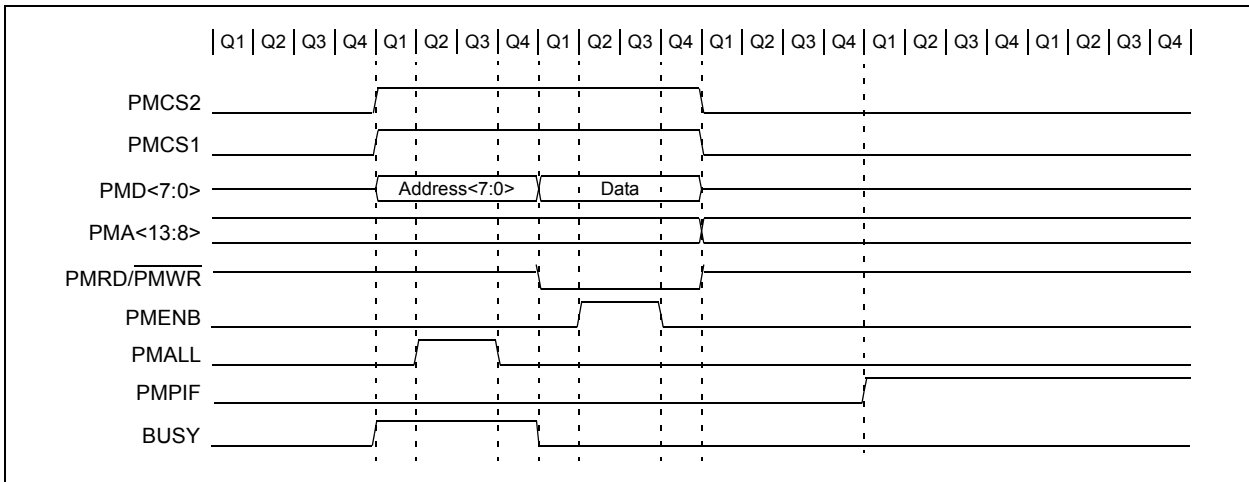 Q1 Q2 Q3 Q4 Q1 Q2 Q3 Q4 Q1 Q2 Q3 Q4 Q1 Q2 Q3 Q4 Q1 Q2 Q3 Q4 Q1 Q2 Q3 Q4
PMCS2
PMCS1
PMD<7:0> Address<7:0> Data
PMA<13:8>
PMRD/PMWR
PMENB
PMALL
PMPIF
BUSY